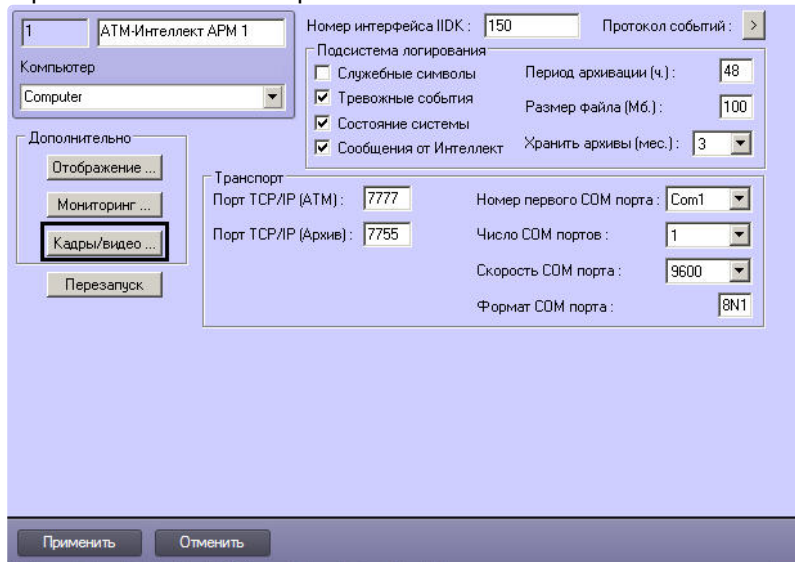 1
АТМ-Интеллект АРМ 1
Компьютер
Computer
Номер интерфейса IIDK :
150
Протокол событий :
>
Подсистема логирования
Служебные символы
Тревожные события
Состояние системы
Сообщения от Интеллект
Период архивации (ч.) :
48
Размер файла (Мб.) :
100
Хранить архивы (мес.) :
3
Дополнительно
Отображение ...
Мониторинг ...
Кадры/видео ...
Перезапуск
Транспорт
Порт TCP/IP (ATM) :
7777
Порт TCP/IP (Архив) :
7755
Номер первого COM порта :
Com1
Число COM портов :
1
Скорость COM порта :
9600
Формат COM порта :
8N1
Применить
Отменить